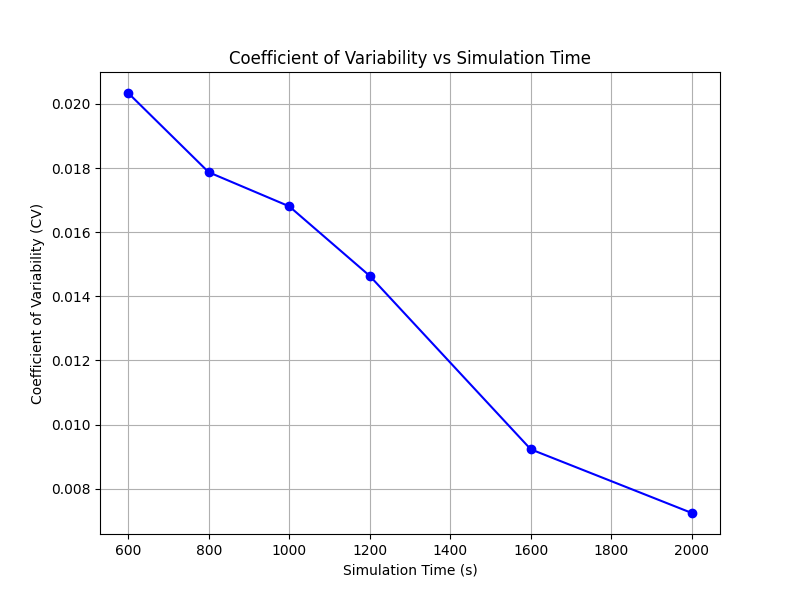 Coefficient of Variability vs Simulation Time
Coefficient of Variability (CV)
0.020
0.018
0.016
0.014
0.012
0.010
0.008
600 800 1000 1200 1400 1600 1800 2000
Simulation Time (s)